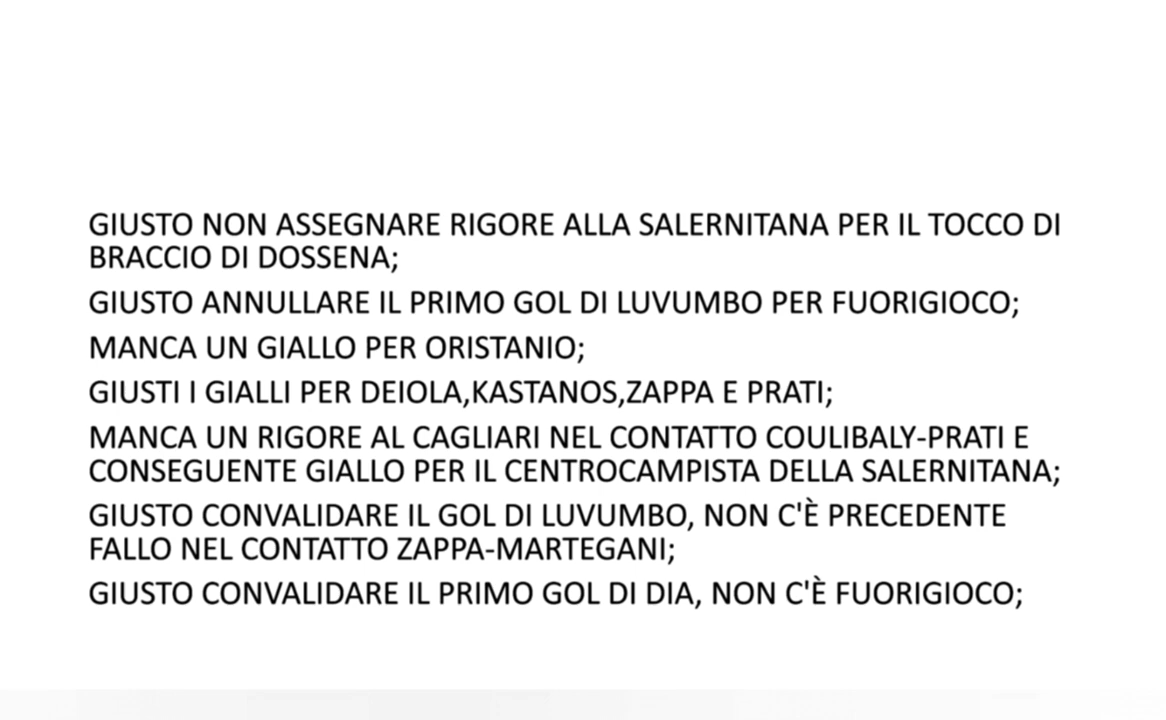 GIUSTO NON ASSEGNARE RIGORE ALLA SALERNITANA PER IL TOCCO DI
BRACCIO DI DOSSENA;
GIUSTO ANNULLARE IL PRIMO GOL DI LUVUMBO PER FUORIGIOCO;
MANCA UN GIALLO PER ORISTANIO;
GIUSTI I GIALLI PER DEIOLA,KASTANOS,ZAPPA E PRATI;
MANCA UN RIGORE AL CAGLIARI NEL CONTATTO COULIBALY-PRATI E
CONSEGUENTE GIALLO PER IL CENTROCAMPISTA DELLA SALERNITANA;
GIUSTO CONVALIDARE IL GOL DI LUVUMBO, NON C'È PRECEDENTE
FALLO NEL CONTATTO ZAPPA-MARTEGANI;
GIUSTO CONVALIDARE IL PRIMO GOL DI DIA, NON C'È FUORIGIOCO;